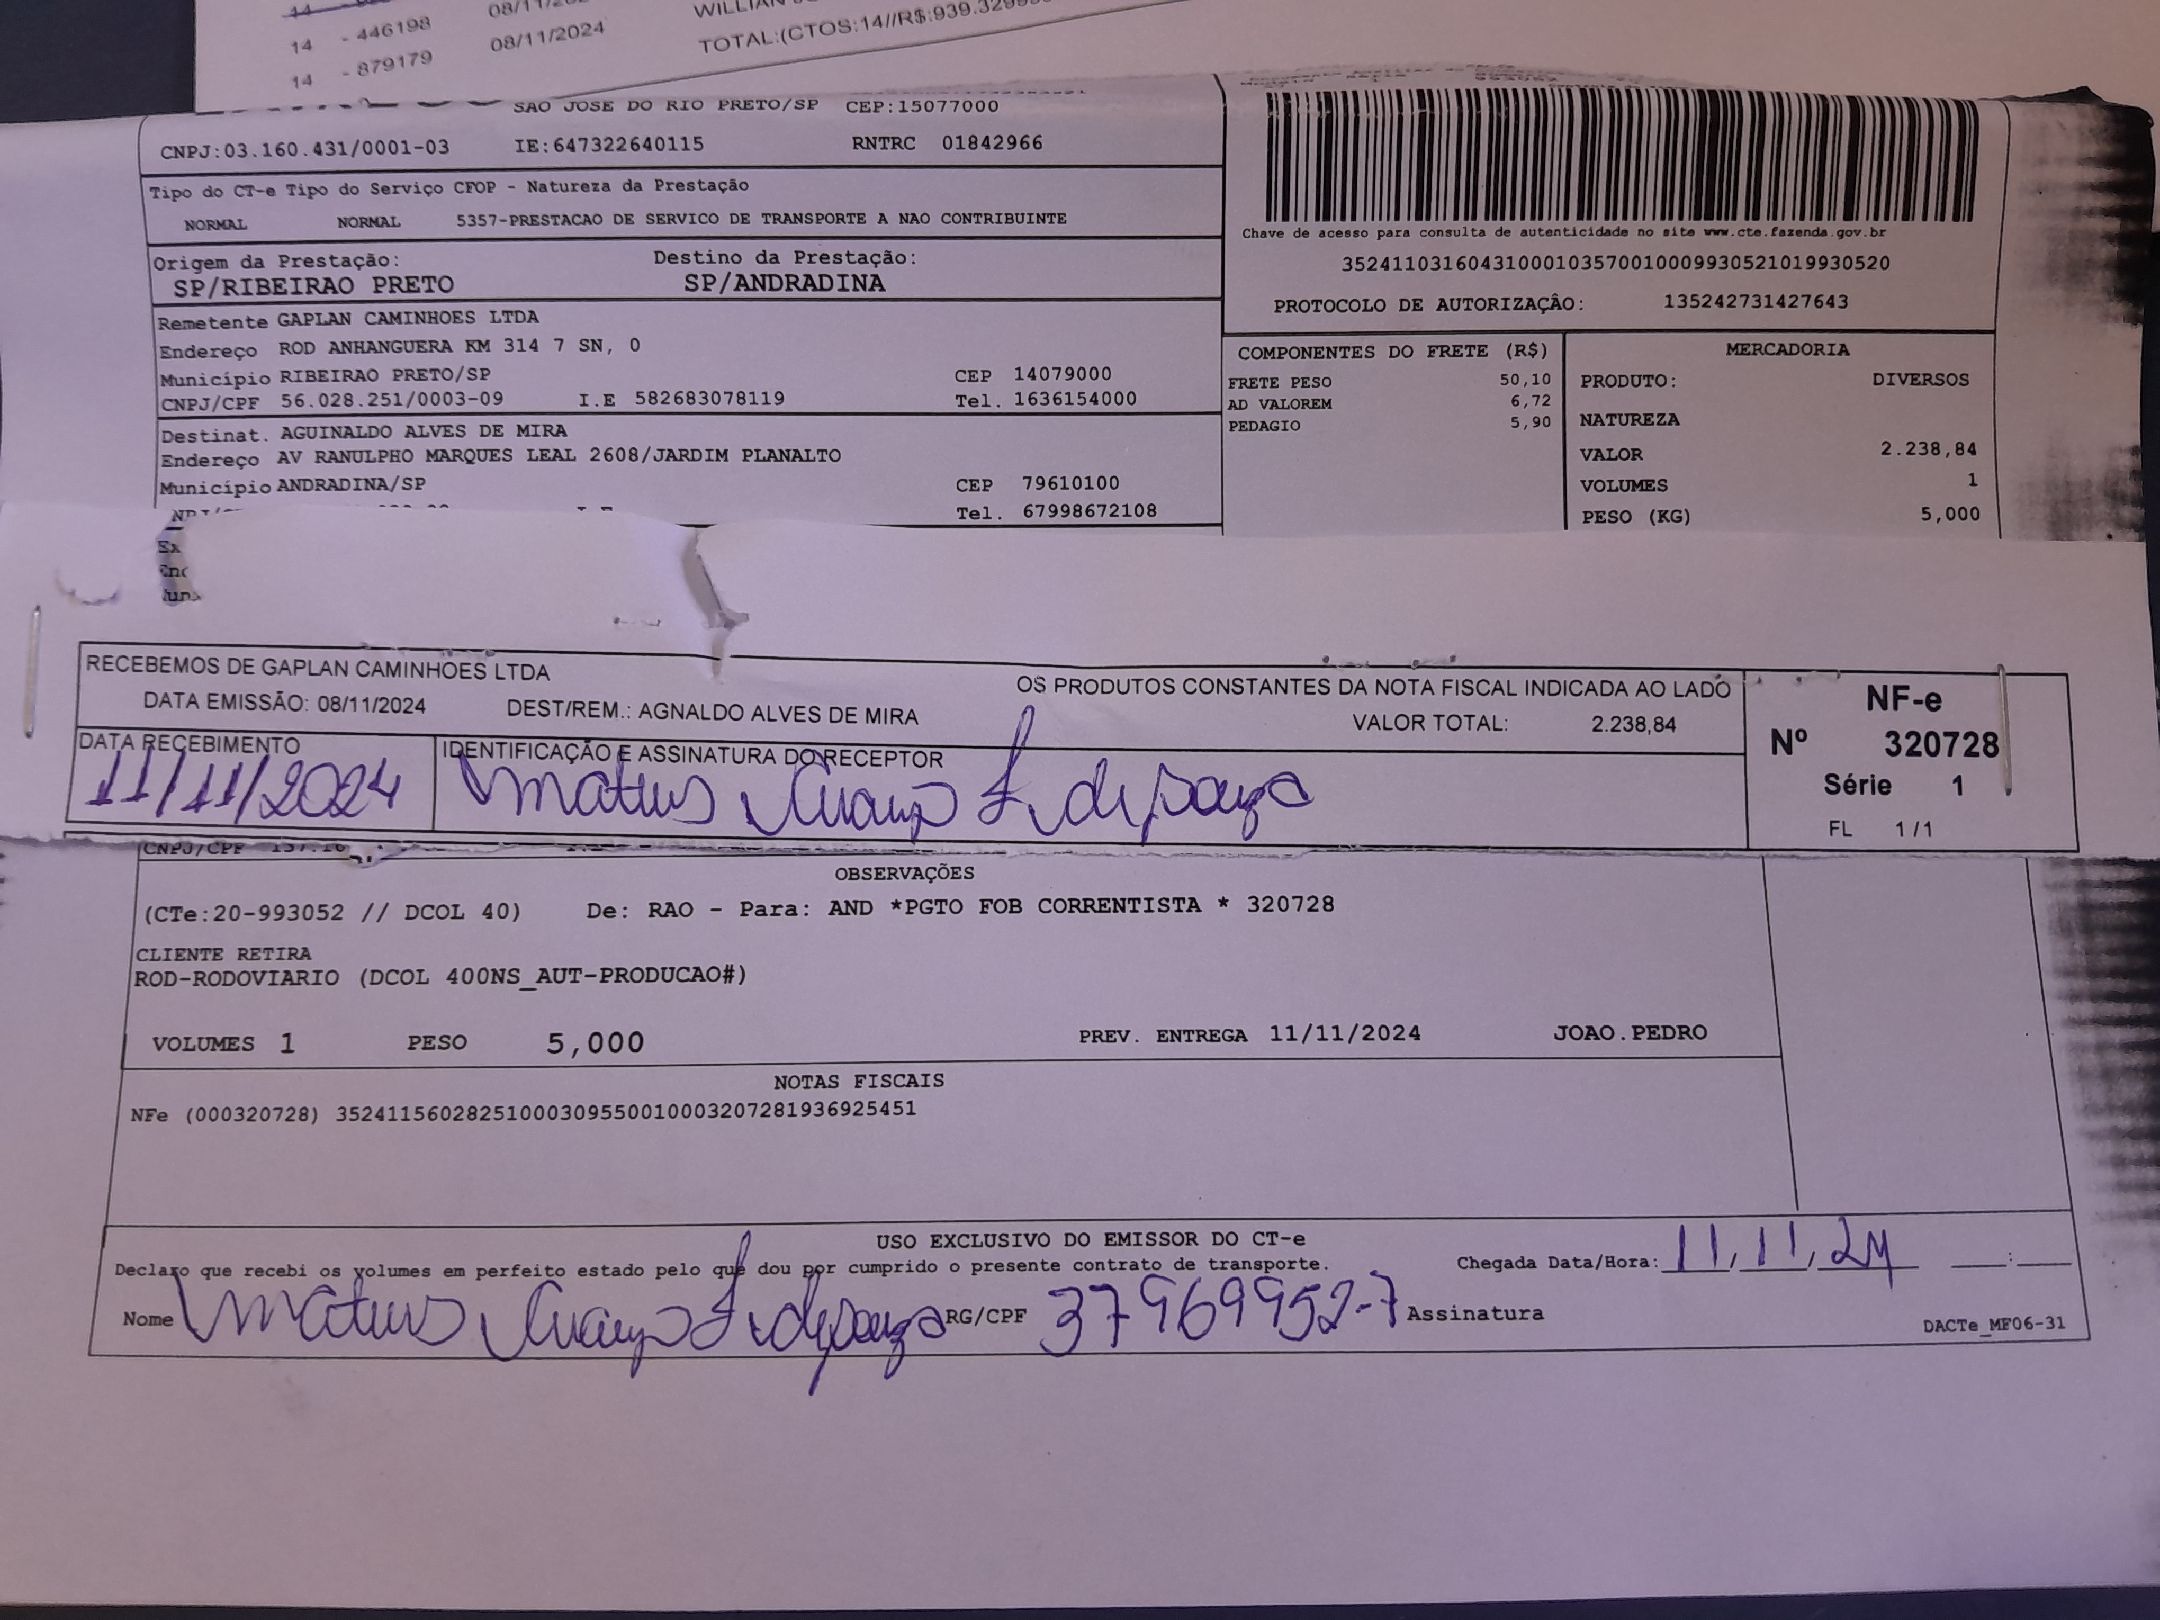 14 - 446198 08/11/2024
14 - 879179 TOTAL:(CTOS:14//R$:939.329
SAO JOSE DO RIO PRETO/SP CEP:15077000
CNPJ:03.160.431/0001-03 IE:647322640115 RNTRC 01842966
Tipo do CT-e Tipo do Serviço CFOP - Natureza da Prestação
NORMAL NORMAL 5357-PRESTACAO DE SERVICO DE TRANSPORTE A NAO CONTRIBUINTE
Origem da Prestação: Destino da Prestação:
SP/RIBEIRAO PRETO SP/ANDRADINA
Remetente GAPLAN CAMINHOES LTDA
Endereço ROD ANHANGUERA KM 314 7 SN, 0
Município RIBEIRAO PRETO/SP CEP 14079000
CNPJ/CPF 56.028.251/0003-09 I.E 582683078119 Tel. 1636154000
Destinat. AGUINALDO ALVES DE MIRA
Endereço AV RANULPHO MARQUES LEAL 2608/JARDIM PLANALTO
Município ANDRADINA/SP CEP 79610100
Tel. 67998672108
Chave de acesso para consulta de autenticidade no site www.cte.fazenda.gov.br
35241103160431000103570010009930521019930520
PROTOCOLO DE AUTORIZAÇÂO: 135242731427643
COMPONENTES DO FRETE (R$)
FRETE PESO 50,10
AD VALOREM 6,72
PEDAGIO 5,90
MERCADORIA
PRODUTO: DIVERSOS
NATUREZA
VALOR 2.238,84
VOLUMES 1
PESO (KG) 5,000
RECEBEMOS DE GAPLAN CAMINHOES LTDA OS PRODUTOS CONSTANTES DA NOTA FISCAL INDICADA AO LADO
DATA EMISSÃO: 08/11/2024 DEST/REM.: AGNALDO ALVES DE MIRA VALOR TOTAL: 2.238,84
DATA RECEBIMENTO IDENTIFICAÇÃO E ASSINATURA DO RECEPTOR
11/11/2024
NF-e
Nº 320728
Série 1
FL 1/1
CNPJ/CPF
OBSERVAÇÕES
(CTe:20-993052 // DCOL 40) De: RAO - Para: AND *PGTO FOB CORRENTISTA * 320728
CLIENTE RETIRA
ROD-RODOVIARIO (DCOL 400NS_AUT-PRODUCAO#)
VOLUMES 1 PESO 5,000 PREV. ENTREGA 11/11/2024 JOAO.PEDRO
NOTAS FISCAIS
NFe (000320728) 35241156028251000309550010003207281936925451
USO EXCLUSIVO DO EMISSOR DO CT-e
Declaro que recebi os volumes em perfeito estado pelo que dou por cumprido o presente contrato de transporte. Chegada Data/Hora: 11/11/24 :
Nome RG/CPF 37969952-7 Assinatura
DACTe_MF06-31